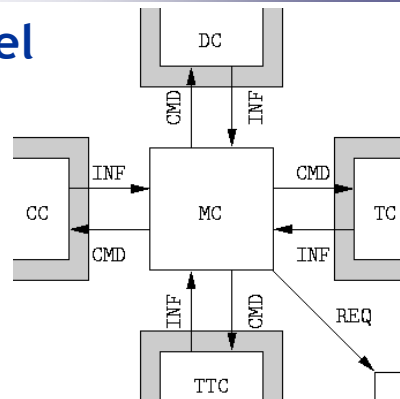 el
DC
CMD
INF
INF
CMD
CC
MC
TC
CMD
INF
INF
CMD
REQ
TTC